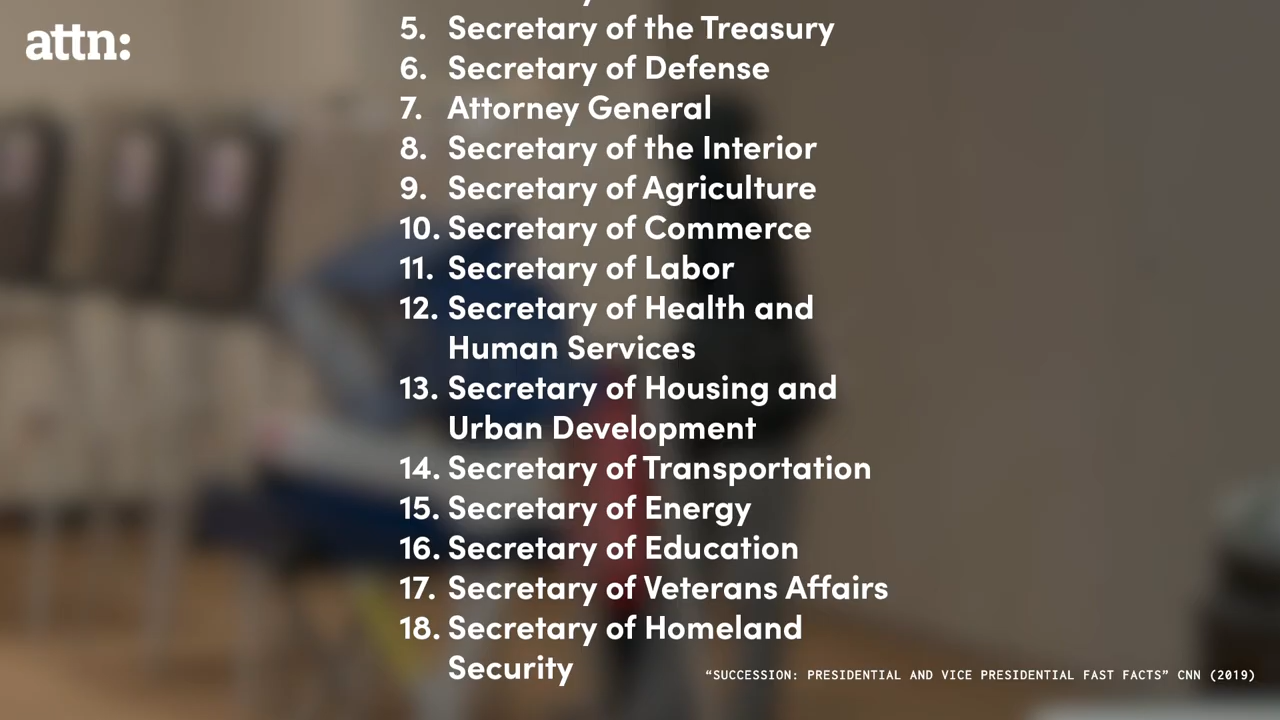 attn:
5. Secretary of the Treasury
6. Secretary of Defense
7. Attorney General
8. Secretary of the Interior
9. Secretary of Agriculture
10. Secretary of Commerce
11. Secretary of Labor
12. Secretary of Health and
Human Services
13. Secretary of Housing and
Urban Development
14. Secretary of Transportation
15. Secretary of Energy
16. Secretary of Education
17. Secretary of Veterans Affairs
18. Secretary of Homeland
Security
“SUCCESSION: PRESIDENTIAL AND VICE PRESIDENTIAL FAST FACTS” CNN (2019)